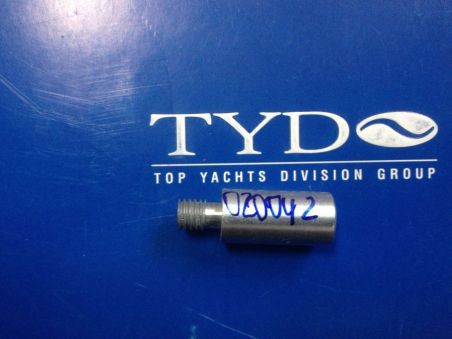 TYD
TOP YACHTS DIVISION GROUP
020042